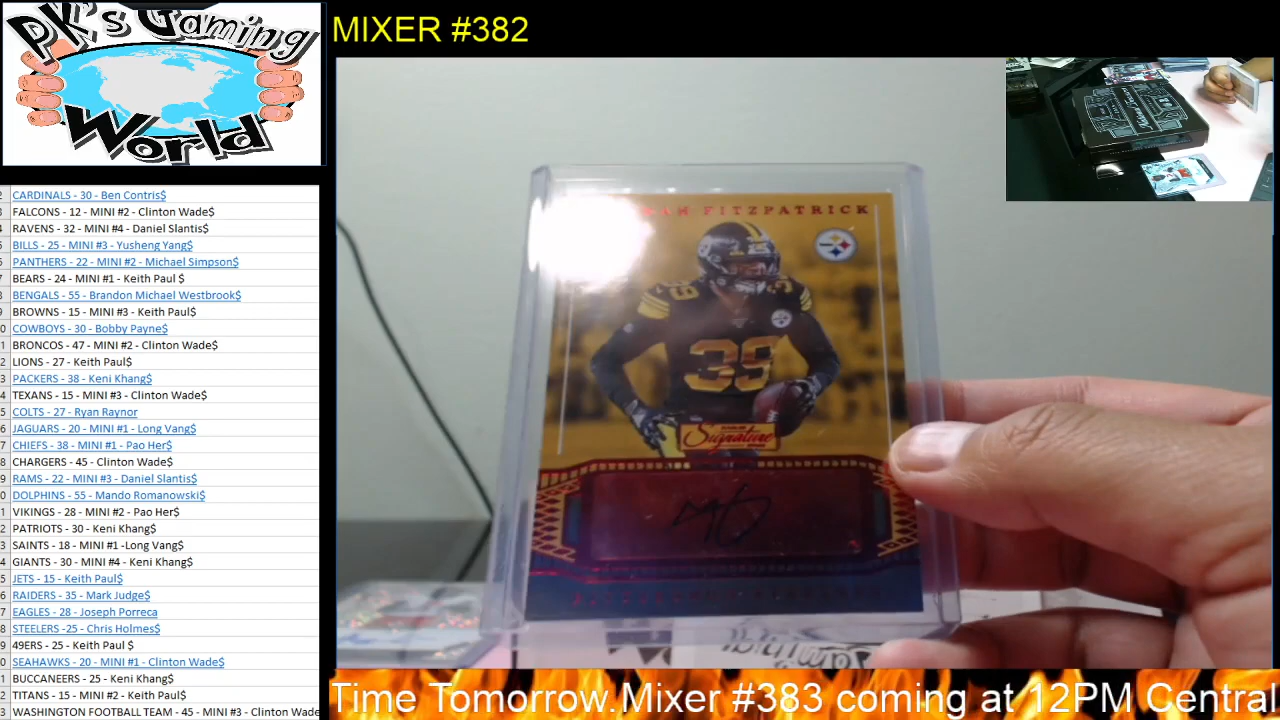 PK's Gaming
World
MIXER #382
CARDINALS - 30 - Ben Contris$
FALCONS - 12 - MINI #2 - Clinton Wade$
RAVENS - 32 - MINI #4 - Daniel Slantis$
BILLS - 25 - MINI #3 - Yusheng Yang$
PANTHERS - 22 - MINI #2 - Michael Simpson$
BEARS - 24 - MINI #1 - Keith Paul $
BENGALS - 55 - Brandon Michael Westbrook$
BROWNS - 15 - MINI #3 - Keith Paul$
COWBOYS - 30 - Bobby Payne$
BRONCOS - 47 - MINI #2 - Clinton Wade$
LIONS - 27 - Keith Paul$
PACKERS - 38 - Keni Khang$
TEXANS - 15 - MINI #3 - Clinton Wade$
COLTS - 27 - Ryan Raynor
JAGUARS - 20 - MINI #1 - Long Vang$
CHIEFS - 38 - MINI #1 - Pao Her$
CHARGERS - 45 - Clinton Wade$
RAMS - 22 - MINI #3 - Daniel Slantis$
DOLPHINS - 55 - Mando Romanowski$
VIKINGS - 28 - MINI #2 - Pao Her$
PATRIOTS - 30 - Keni Khang$
SAINTS - 18 - MINI #1 -Long Vang$
GIANTS - 30 - MINI #4 - Keni Khang$
JETS - 15 - Keith Paul$
RAIDERS - 35 - Mark Judge$
EAGLES - 28 - Joseph Porreca
STEELERS -25 - Chris Holmes$
49ERS - 25 - Keith Paul $
SEAHAWKS - 20 - MINI #1 - Clinton Wade$
BUCCANEERS - 25 - Keni Khang$
TITANS - 15 - MINI #2 - Keith Paul$
WASHINGTON FOOTBALL TEAM - 45 - MINI #3 - Clinton Wade
FITZPATRICK
39
39
Signature
Time Tomorrow.Mixer #383 coming at 12PM Central